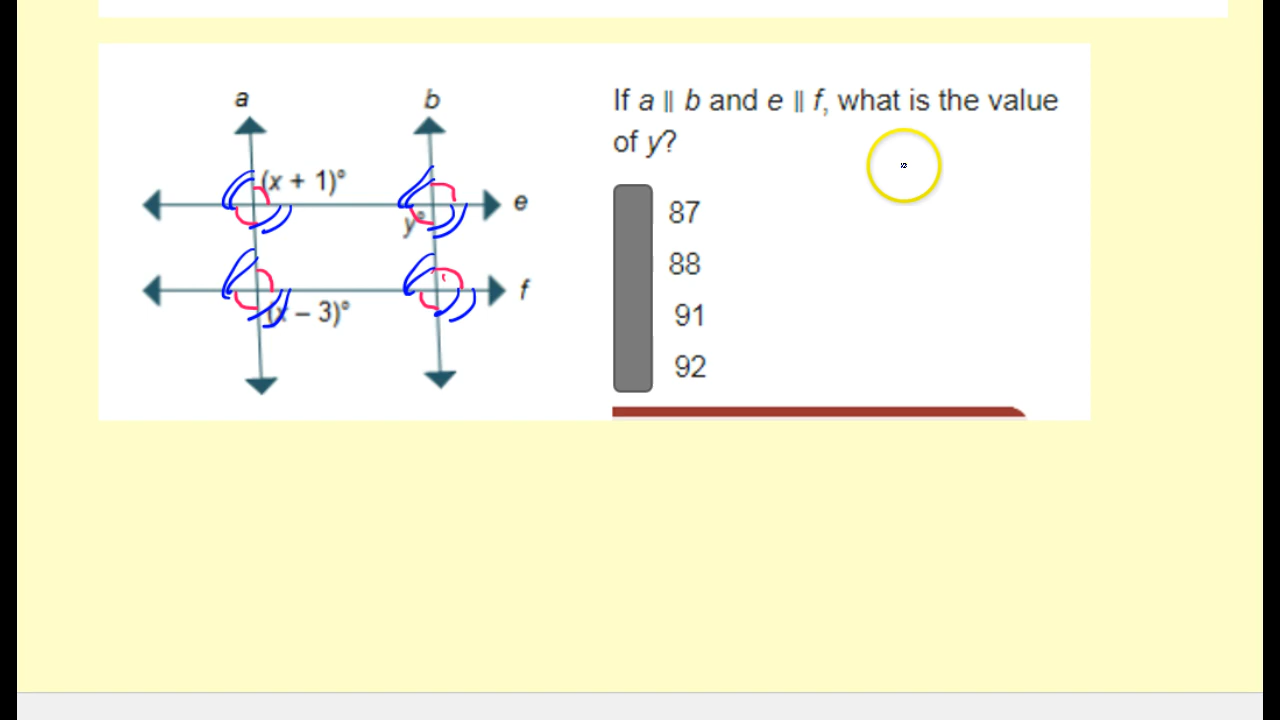 a
b
(x + 1)°
e
y°
f
(x – 3)°
If a ∥ b and e ∥ f, what is the value
of y?
87
88
91
92